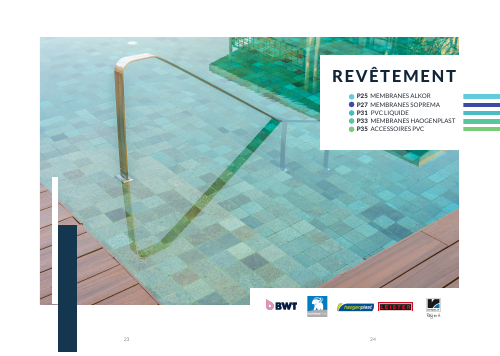 REVÊTEMENT
P25 MEMBRANES ALKOR
P27 MEMBRANES SOPREMA
P31 PVC LIQUIDE
P33 MEMBRANES HAOGENPLAST
P35 ACCESSOIRES PVC
BWT
haogenplast
LEISTER
23
24